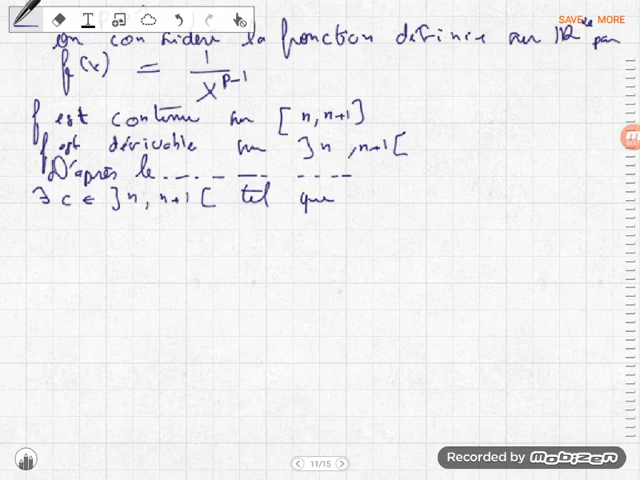 SAVE MORE
on considère la fonction définie sur IR* par
f(x) = 1 / x^{p-1}
f est continue sur [n, n+1]
f est dérivable sur ]n, n+1[
D'après le.........
∃ c ∈ ]n, n+1[ tel que
11/15
Recorded by Mobizen